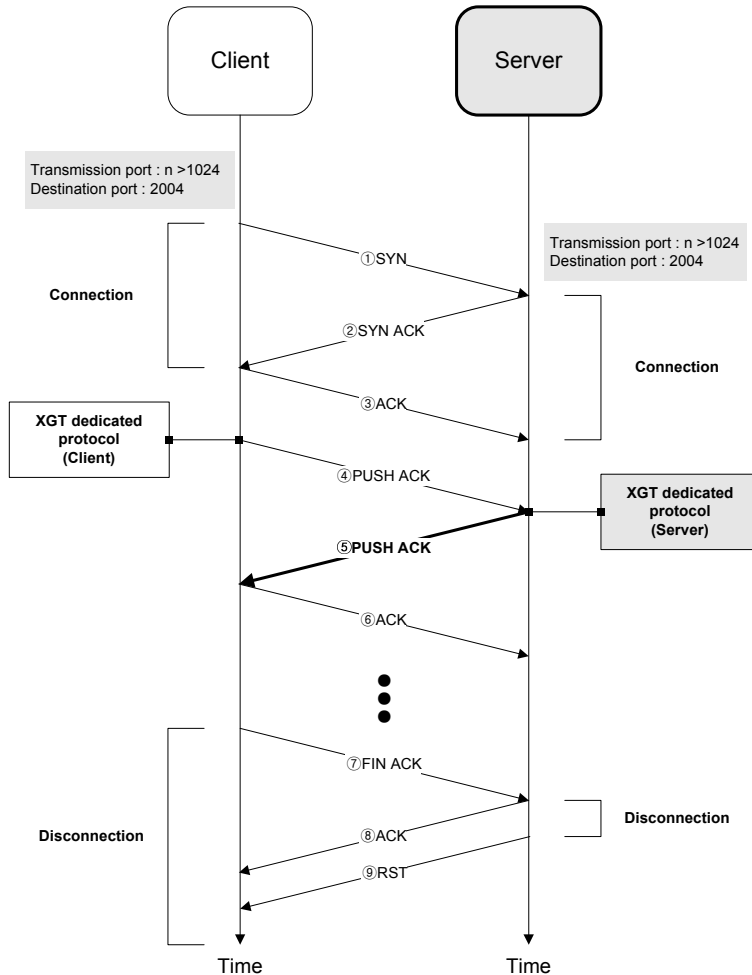 Client
Server
Transmission port : n >1024
Destination port : 2004
Transmission port : n >1024
Destination port : 2004
①SYN
Connection
②SYN ACK
Connection
③ACK
XGT dedicated
protocol
(Client)
④PUSH ACK
XGT dedicated
protocol
(Server)
⑤PUSH ACK
⑥ACK
⑦FIN ACK
Disconnection
Disconnection
⑧ACK
⑨RST
Time
Time